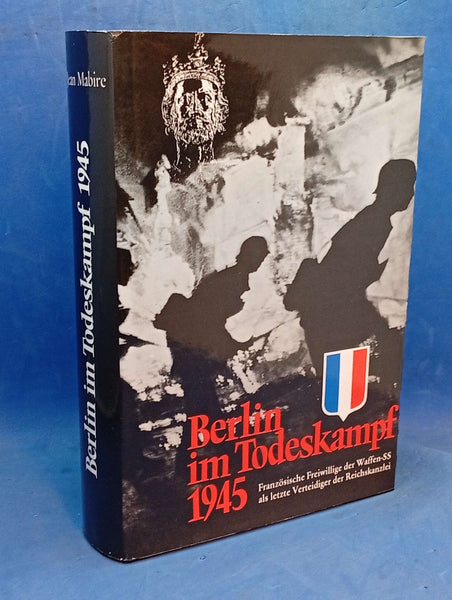 Jean Mabire
Berlin im Todeskampf 1945
Berlin
im Todeskampf
1945
Französische Freiwillige der Waffen-SS
als letzte Verteidiger der Reichskanzlei